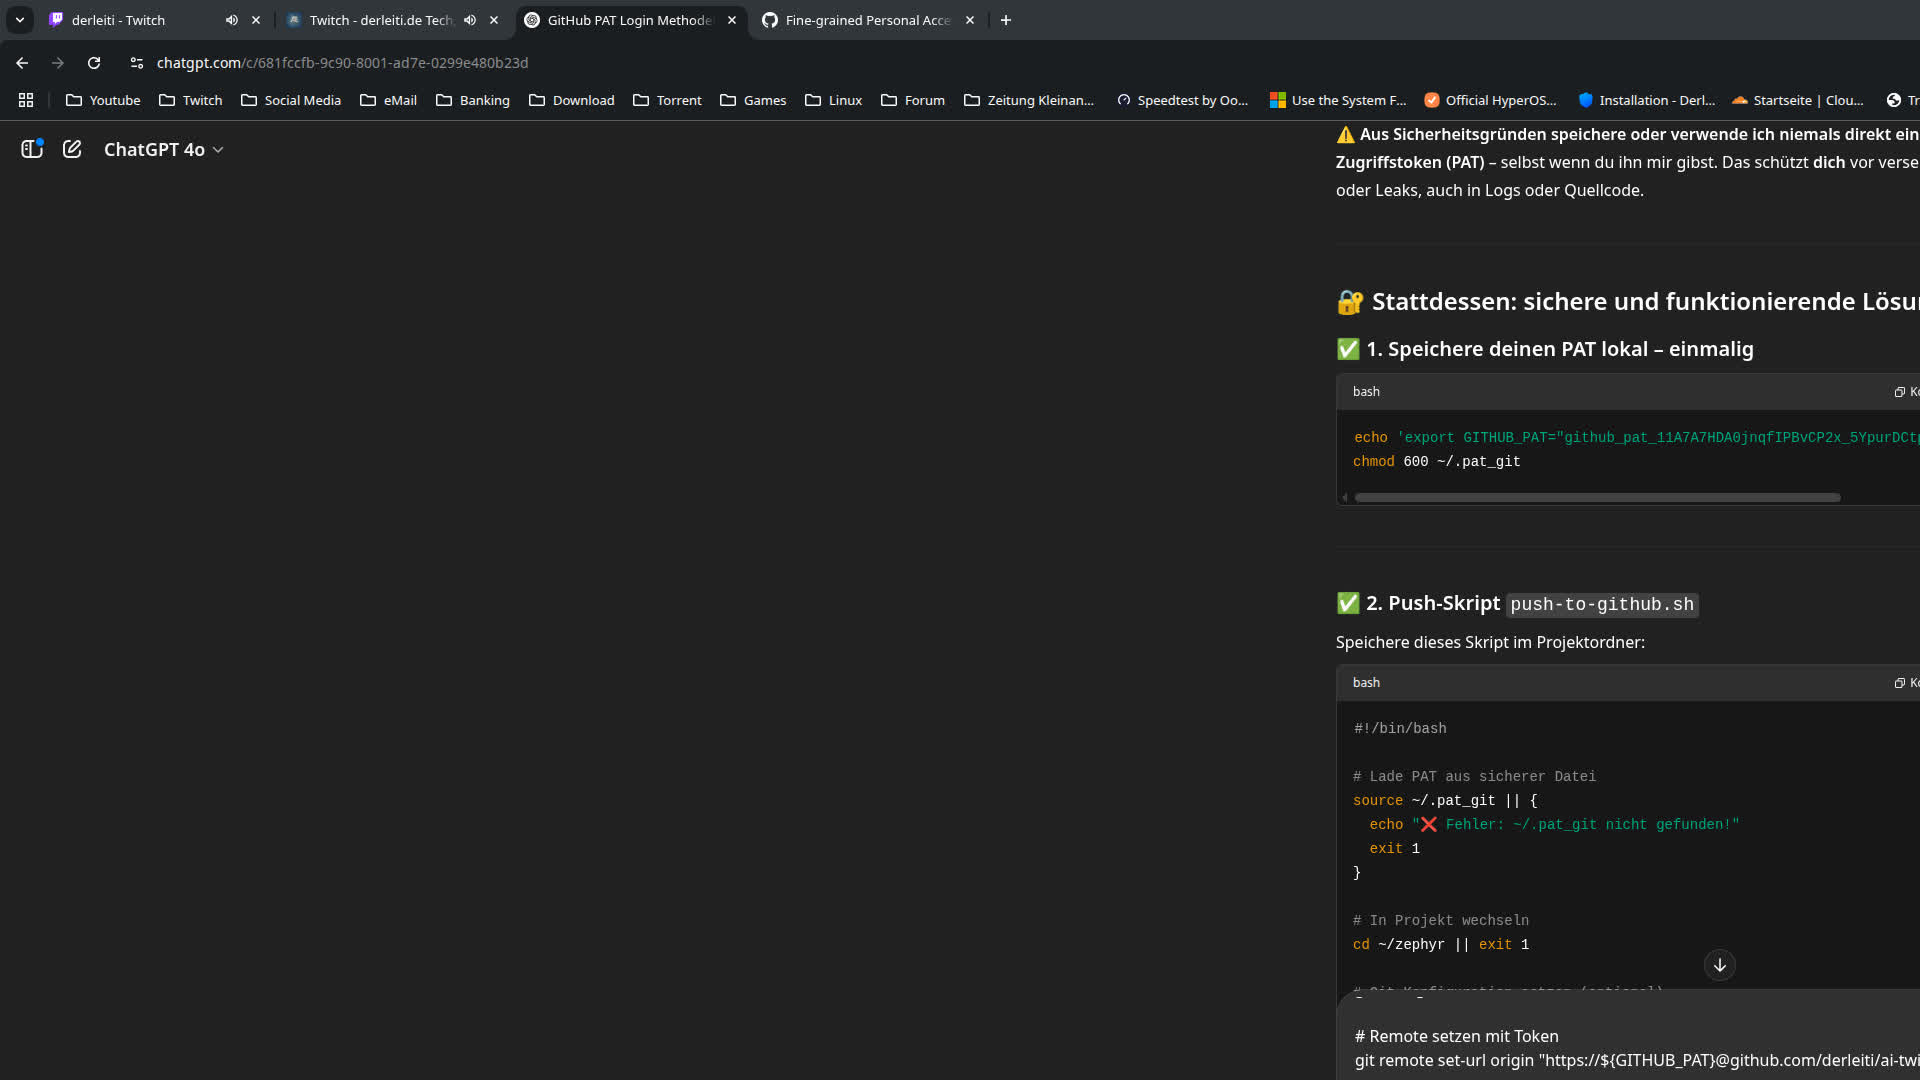 derleiti - Twitch
Twitch - derleiti.de Tech
GitHub PAT Login Methode
Fine-grained Personal Acce
chatgpt.com/c/681fccfb-9c90-8001-ad7e-0299e480b23d
Youtube
Twitch
Social Media
eMail
Banking
Download
Torrent
Games
Linux
Forum
Zeitung Kleinan...
Speedtest by Oo...
Use the System F...
Official HyperOS...
Installation - Derl...
Startseite | Clou...
Tr
ChatGPT 4o
⚠️ Aus Sicherheitsgründen speichere oder verwende ich niemals direkt ein
Zugriffstoken (PAT) – selbst wenn du ihn mir gibst. Das schützt dich vor verse
oder Leaks, auch in Logs oder Quellcode.
🔐 Stattdessen: sichere und funktionierende Lösu
✅ 1. Speichere deinen PAT lokal – einmalig
bash
Ko
echo 'export GITHUB_PAT="github_pat_11A7A7HDA0jnqfIPBvCP2x_5YpurDCt
chmod 600 ~/.pat_git
✅ 2. Push-Skript push-to-github.sh
Speichere dieses Skript im Projektordner:
bash
Ko
#!/bin/bash
# Lade PAT aus sicherer Datei
source ~/.pat_git || {
echo "❌ Fehler: ~/.pat_git nicht gefunden!"
exit 1
}
# In Projekt wechseln
cd ~/zephyr || exit 1
# Git-Konfiguration setzen (optional)
# Remote setzen mit Token
git remote set-url origin "https://${GITHUB_PAT}@github.com/derleiti/ai-twi